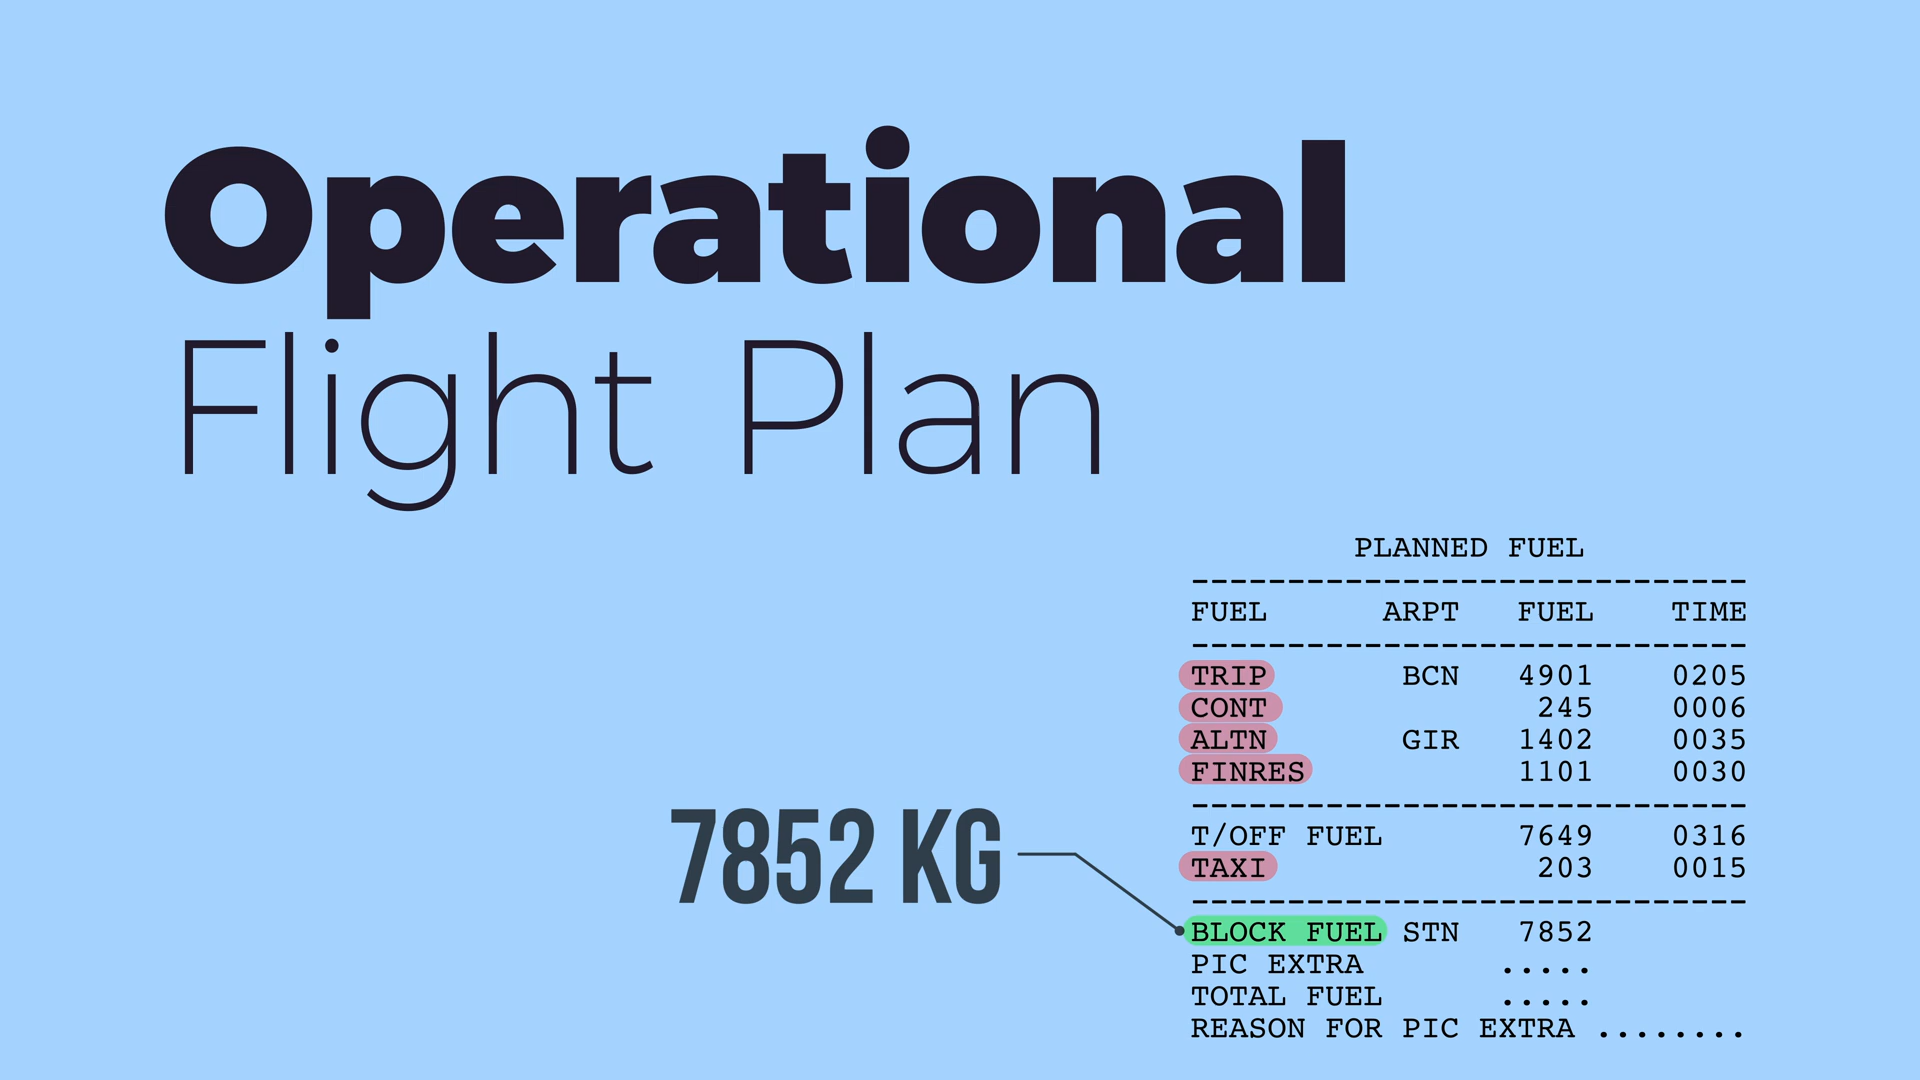 Operational
Flight Plan
PLANNED FUEL
-----------------------------
FUEL ARPT FUEL TIME
-----------------------------
TRIP BCN 4901 0205
CONT 245 0006
ALTN GIR 1402 0035
FINRES 1101 0030
-----------------------------
T/OFF FUEL 7649 0316
TAXI 203 0015
-----------------------------
7852 KG
BLOCK FUEL STN 7852
PIC EXTRA .....
TOTAL FUEL .....
REASON FOR PIC EXTRA ........